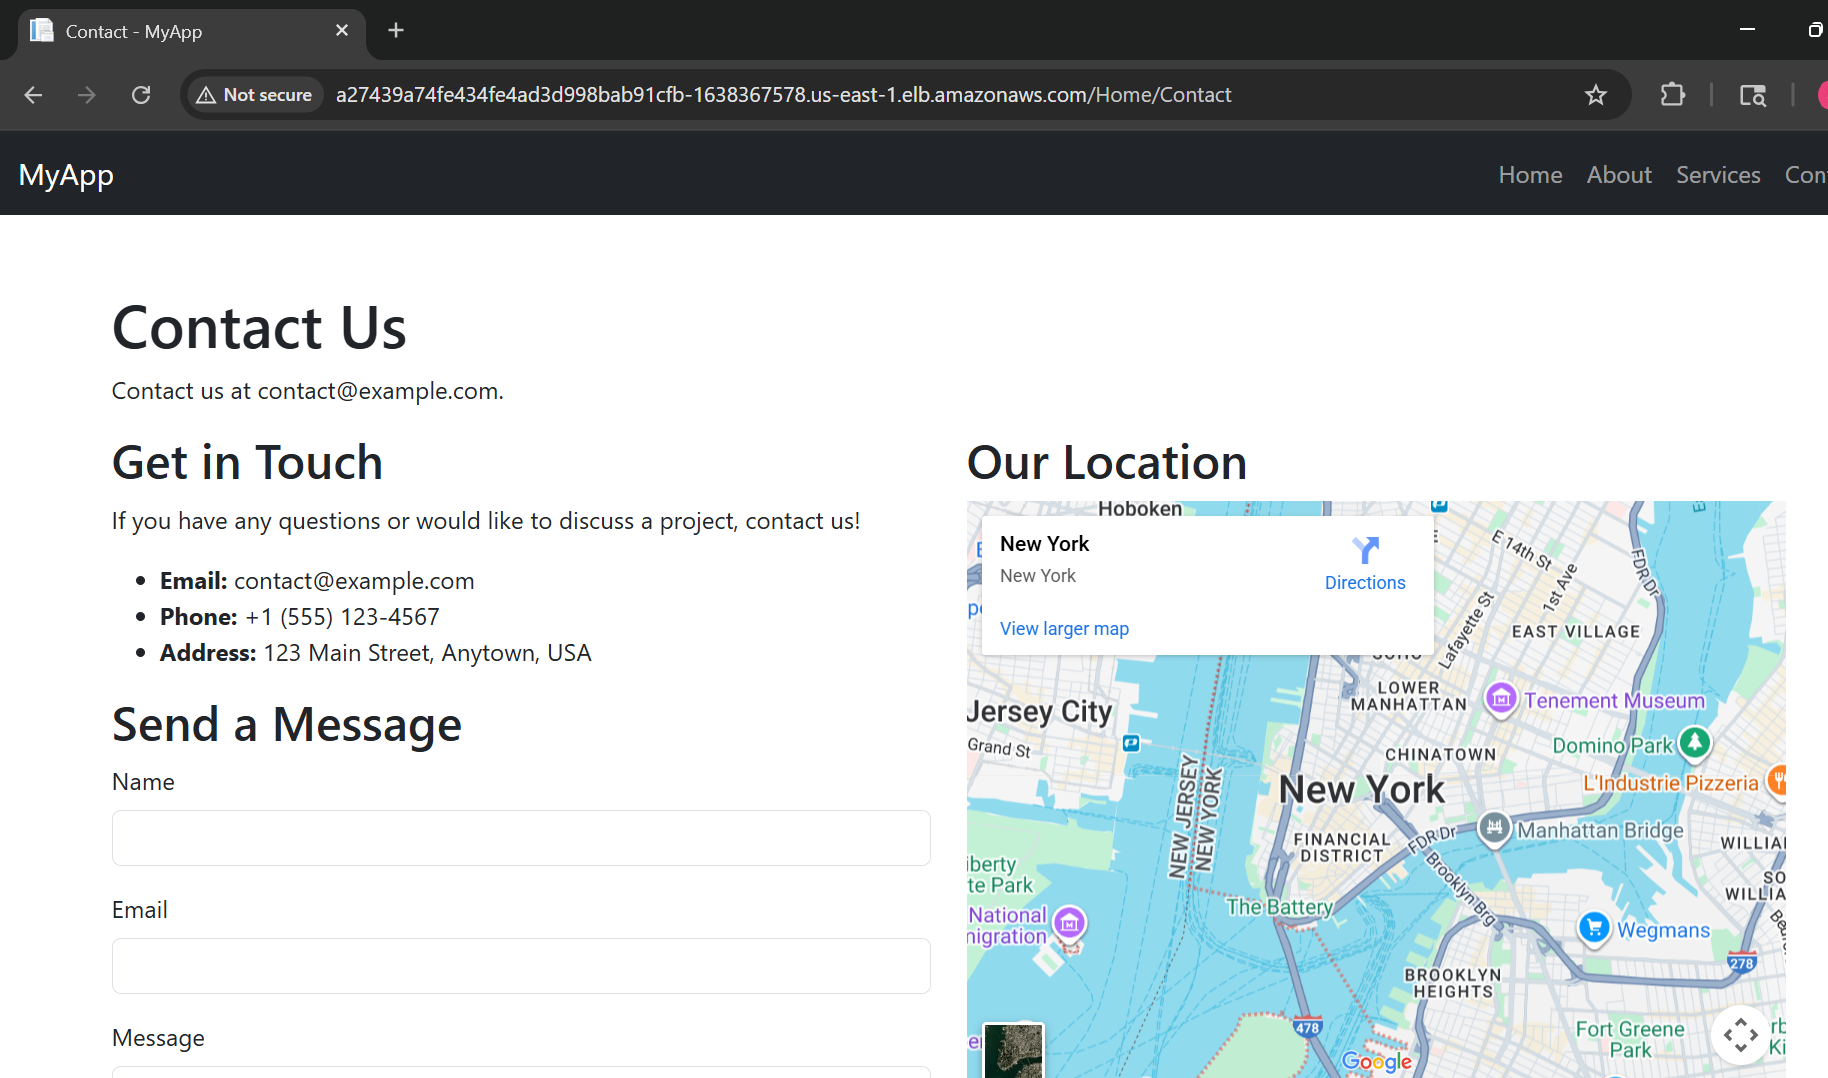 Contact - MyApp
Not secure
a27439a74fe434fe4ad3d998bab91cfb-1638367578.us-east-1.elb.amazonaws.com/Home/Contact
MyApp
Home
About
Services
Con
Contact Us
Contact us at contact@example.com.
Get in Touch
If you have any questions or would like to discuss a project, contact us!
Email: contact@example.com
Phone: +1 (555) 123-4567
Address: 123 Main Street, Anytown, USA
Send a Message
Name
Email
Message
Our Location
Hoboken
New York
New York
Directions
View larger map
E 14th St
1st Ave
FDR Dr
Lafayette St
EAST VILLAGE
LOWER
MANHATTAN
Tenement Museum
Jersey City
Grand St
Domino Park
CHINATOWN
L'Industrie Pizzeria
New York
NEW JERSEY
NEW YORK
FINANCIAL
DISTRICT
FDR Dr
Manhattan Bridge
WILLIA
Brooklyn Brg
iberty
te Park
SO
WILLIA
The Battery
National
migration
Wegmans
278
BROOKLYN
HEIGHTS
478
Fort Greene
Park
Google